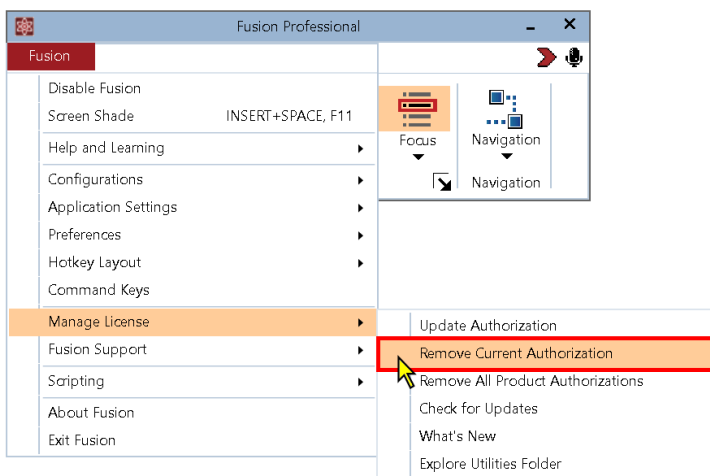 Fusion Professional
Fusion
Disable Fusion
Screen Shade INSERT+SPACE, F11
Help and Learning
Configurations
Application Settings
Preferences
Hotkey Layout
Command Keys
Manage License
Fusion Support
Scripting
About Fusion
Exit Fusion
Focus
Navigation
Navigation
Update Authorization
Remove Current Authorization
Remove All Product Authorizations
Check for Updates
What's New
Explore Utilities Folder